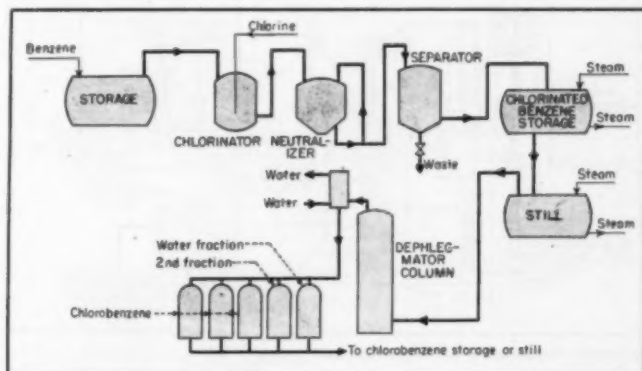 Benzene
STORAGE
Chlorine
CHLORINATOR
NEUTRAL-
IZER
SEPARATOR
Waste
Steam
CHLORINATED
BENZENE
STORAGE
Steam
Steam
STILL
Steam
Water
Water
DEPHLEG-
MATOR
COLUMN
Water fraction
2nd fraction
Chlorobenzene
To chlorobenzene storage or still